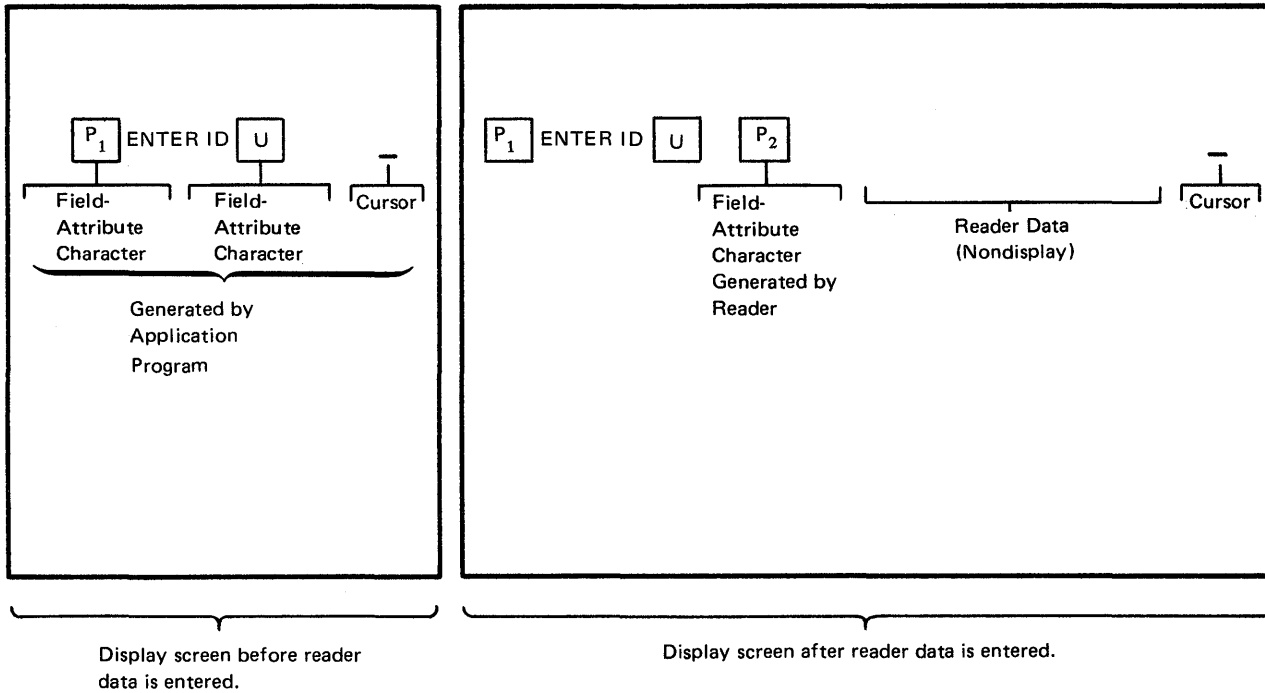 P₁ ENTER ID U
Field-
Attribute
Character
Field-
Attribute
Character
Cursor
Generated by
Application
Program
Display screen before reader
data is entered.
P₁ ENTER ID U P₂
Field-
Attribute
Character
Generated by
Reader
Reader Data
(Nondisplay)
Cursor
Display screen after reader data is entered.